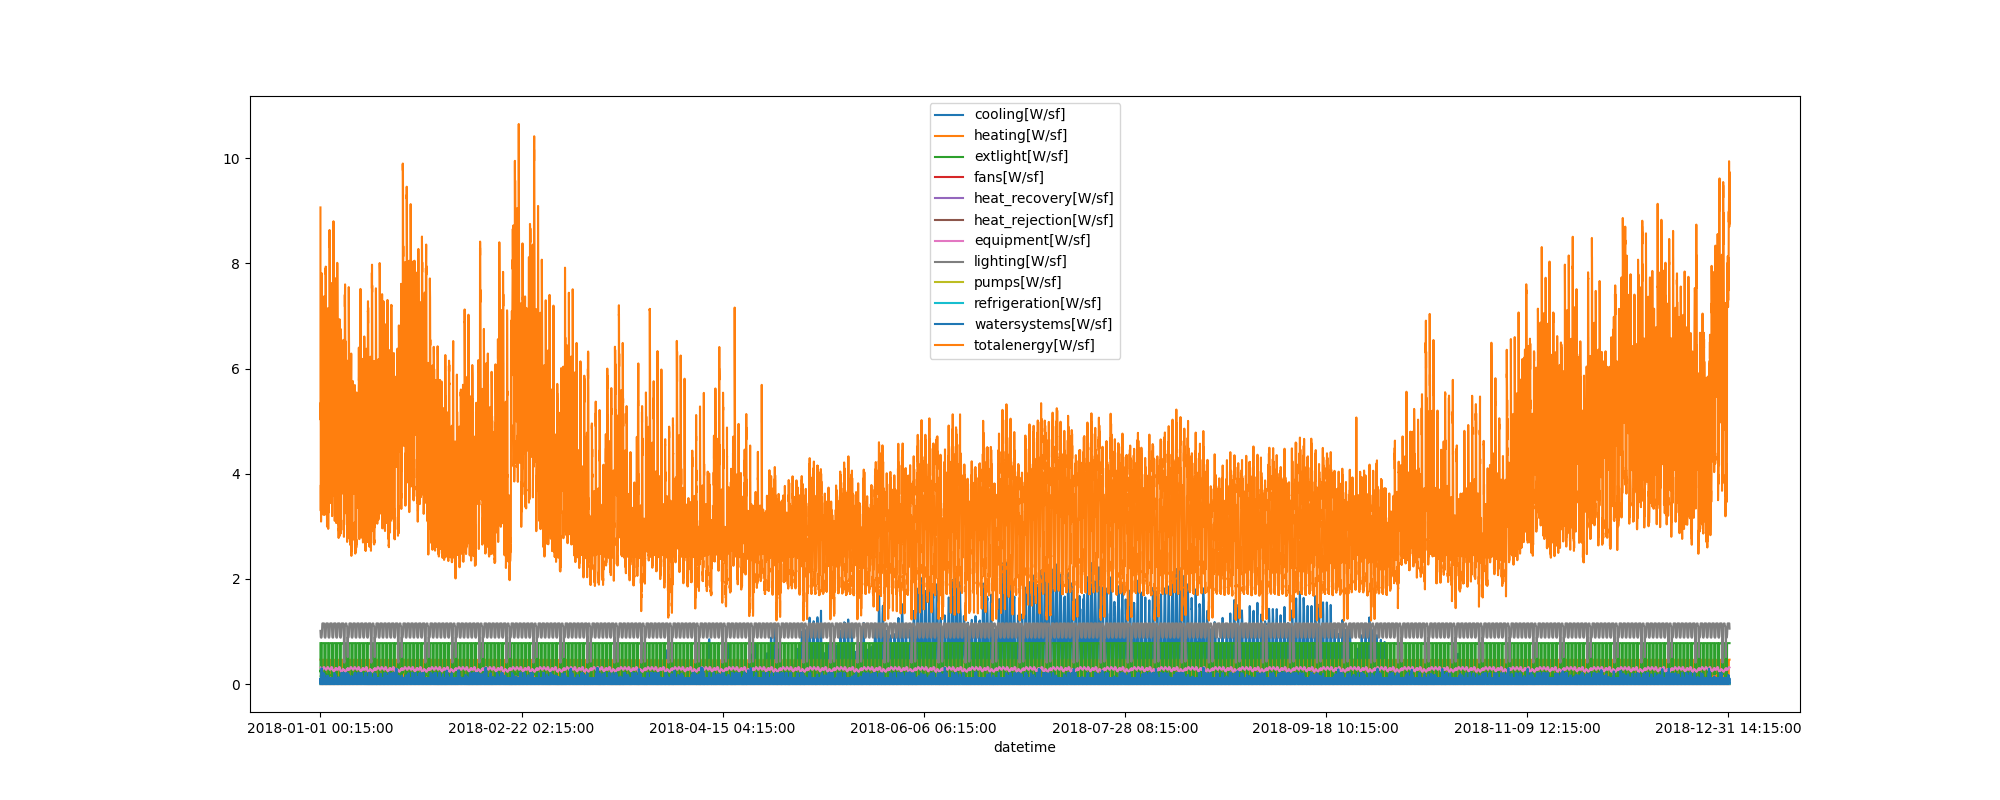 cooling[W/sf]
heating[W/sf]
extlight[W/sf]
fans[W/sf]
heat_recovery[W/sf]
heat_rejection[W/sf]
equipment[W/sf]
lighting[W/sf]
pumps[W/sf]
refrigeration[W/sf]
watersystems[W/sf]
totalenergy[W/sf]
10
8
6
4
2
0
2018-01-01 00:15:00 2018-02-22 02:15:00 2018-04-15 04:15:00 2018-06-06 06:15:00 2018-07-28 08:15:00 2018-09-18 10:15:00 2018-11-09 12:15:00 2018-12-31 14:15:00
datetime